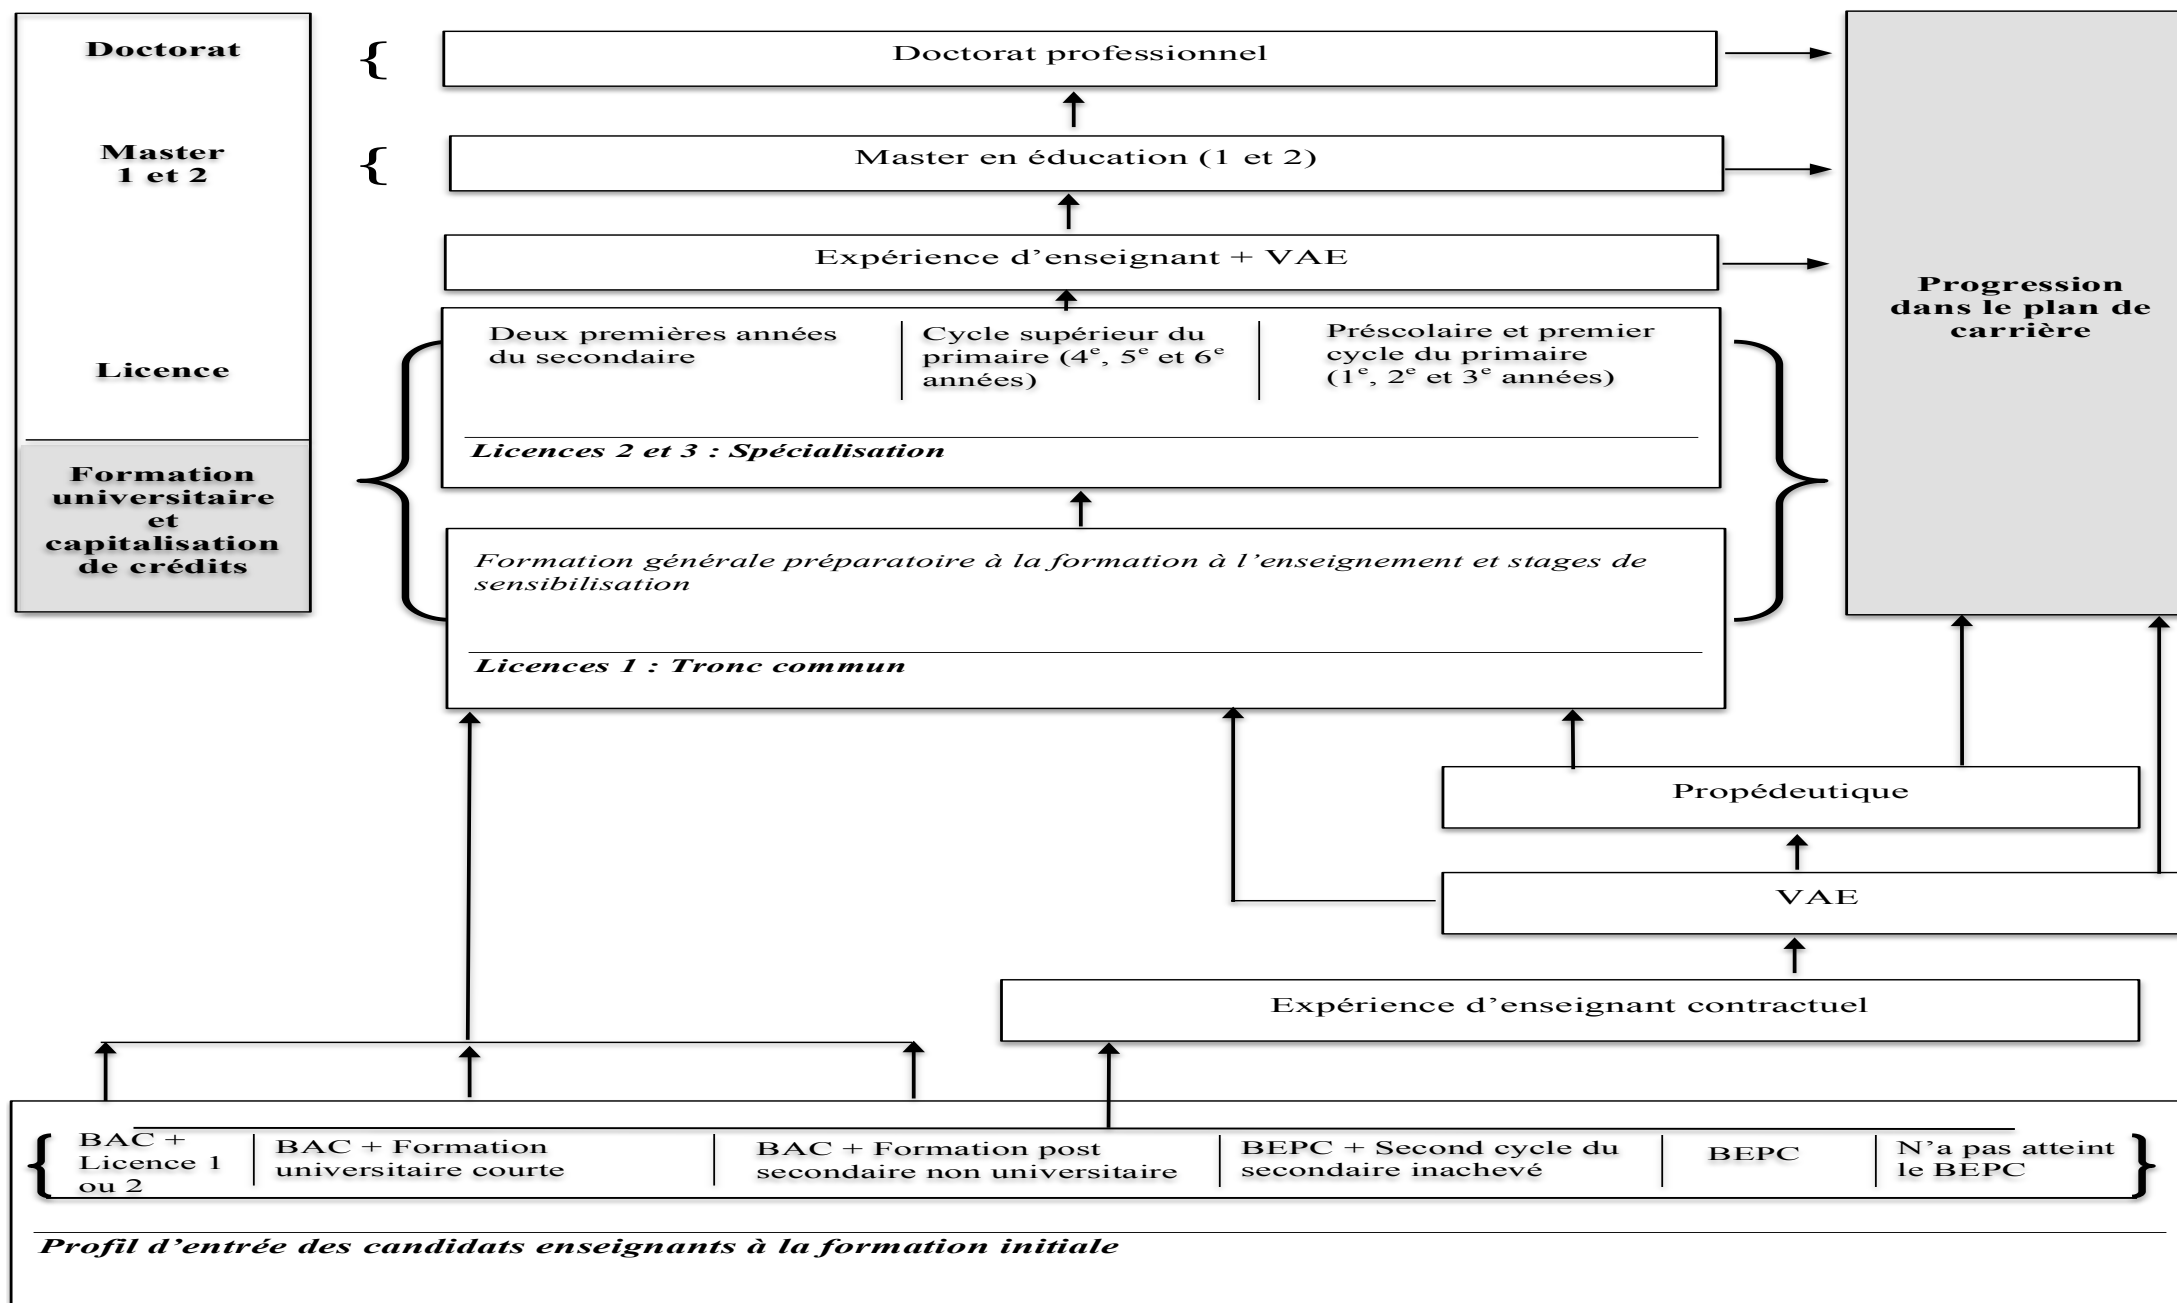 Doctorat
{
Doctorat professionnel
Master
1 et 2
{
Master en éducation (1 et 2)
Expérience d’enseignant + VAE
Progression
dans le plan de
carrière
Licence
Deux premières années
du secondaire
Cycle supérieur du
primaire (4e, 5e et 6e
années)
Préscolaire et premier
cycle du primaire
(1e, 2e et 3e années)
Licences 2 et 3 : Spécialisation
Formation
universitaire
et
capitalisation
de crédits
Formation générale préparatoire à la formation à l’enseignement et stages de
sensibilisation
Licences 1 : Tronc commun
Propédeutique
VAE
Expérience d’enseignant contractuel
BAC +
Licence 1
ou 2
BAC + Formation
universitaire courte
BAC + Formation post
secondaire non universitaire
BEPC + Second cycle du
secondaire inachevé
BEPC
N’a pas atteint
le BEPC
Profil d’entrée des candidats enseignants à la formation initiale